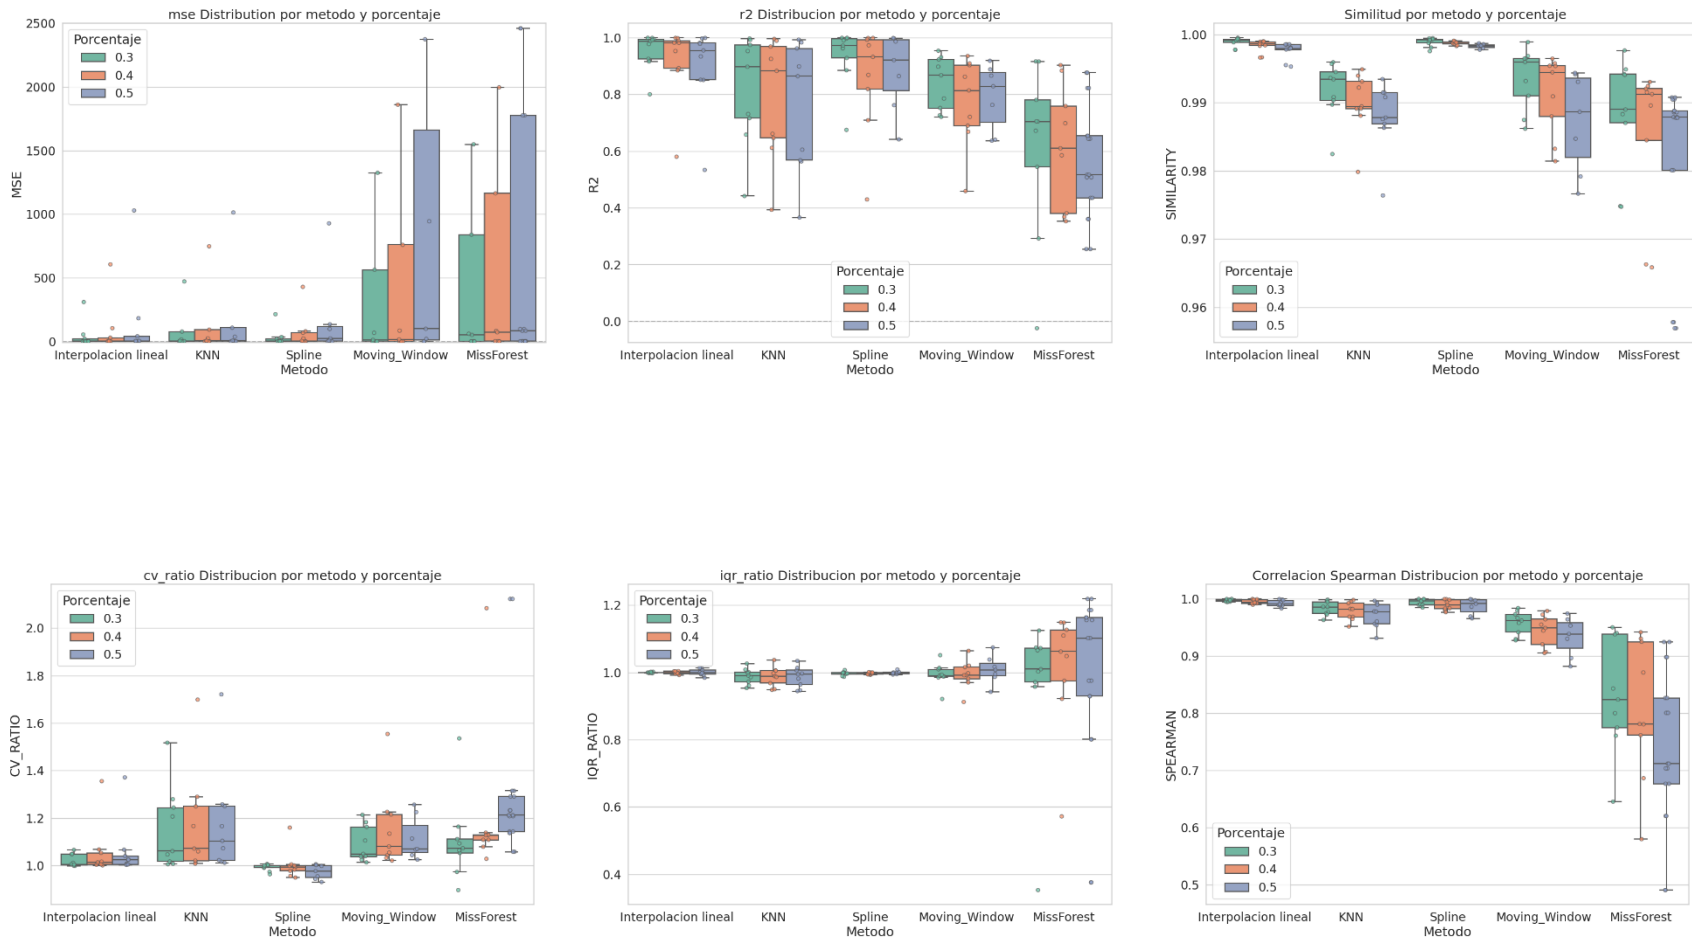 mse Distribution por metodo y porcentaje
Porcentaje
0.3
0.4
0.5
2500
2000
1500
1000
500
0
MSE
Interpolacion lineal KNN Spline Moving_Window MissForest
Metodo
r2 Distribucion por metodo y porcentaje
1.0
0.8
0.6
0.4
0.2
0.0
R2
Porcentaje
0.3
0.4
0.5
Interpolacion lineal KNN Spline Moving_Window MissForest
Metodo
Similitud por metodo y porcentaje
1.00
0.99
0.98
0.97
0.96
SIMILARITY
Porcentaje
0.3
0.4
0.5
Interpolacion lineal KNN Spline Moving_Window MissForest
Metodo
cv_ratio Distribucion por metodo y porcentaje
Porcentaje
0.3
0.4
0.5
2.0
1.8
1.6
1.4
1.2
1.0
CV_RATIO
Interpolacion lineal KNN Spline Moving_Window MissForest
Metodo
iqr_ratio Distribucion por metodo y porcentaje
Porcentaje
0.3
0.4
0.5
1.2
1.0
0.8
0.6
0.4
IQR_RATIO
Interpolacion lineal KNN Spline Moving_Window MissForest
Metodo
Correlacion Spearman Distribucion por metodo y porcentaje
1.0
0.9
0.8
0.7
0.6
0.5
SPEARMAN
Porcentaje
0.3
0.4
0.5
Interpolacion lineal KNN Spline Moving_Window MissForest
Metodo